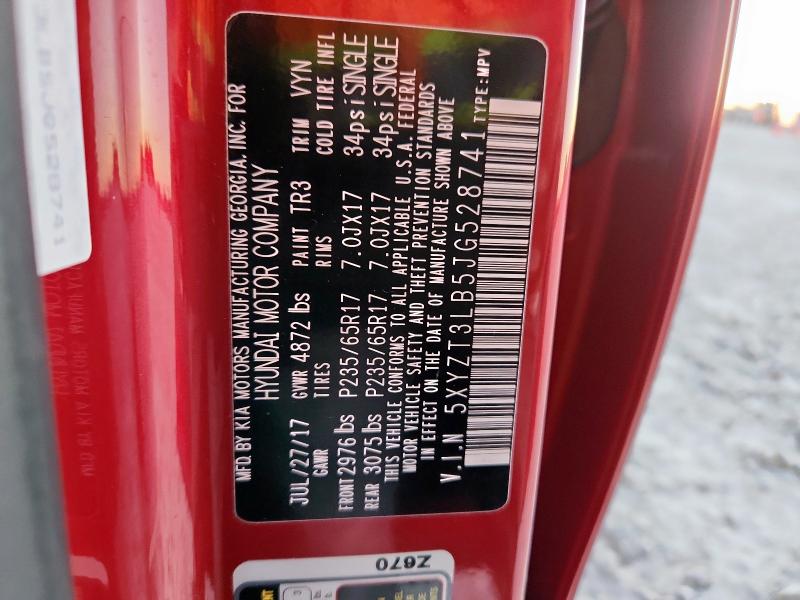 MFD. BY KIA MOTORS MANUFACTURING GEORGIA, INC. FOR
HYUNDAI MOTOR COMPANY
JUL/27/17 GVWR 4872 lbs PAINT TR3 TRIM VYN
GAWR TIRES RIMS COLD TIRE INFL
FRONT 2976 lbs P235/65R17 7.0JX17 34psi SINGLE
REAR 3075 lbs P235/65R17 7.0JX17 34psi SINGLE
THIS VEHICLE CONFORMS TO ALL APPLICABLE U.S.A. FEDERAL
MOTOR VEHICLE SAFETY AND THEFT PREVENTION STANDARDS
IN EFFECT ON THE DATE OF MANUFACTURE SHOWN ABOVE
V.I.N 5XYZT3LB5JG528741 TYPE:MPV
Z670